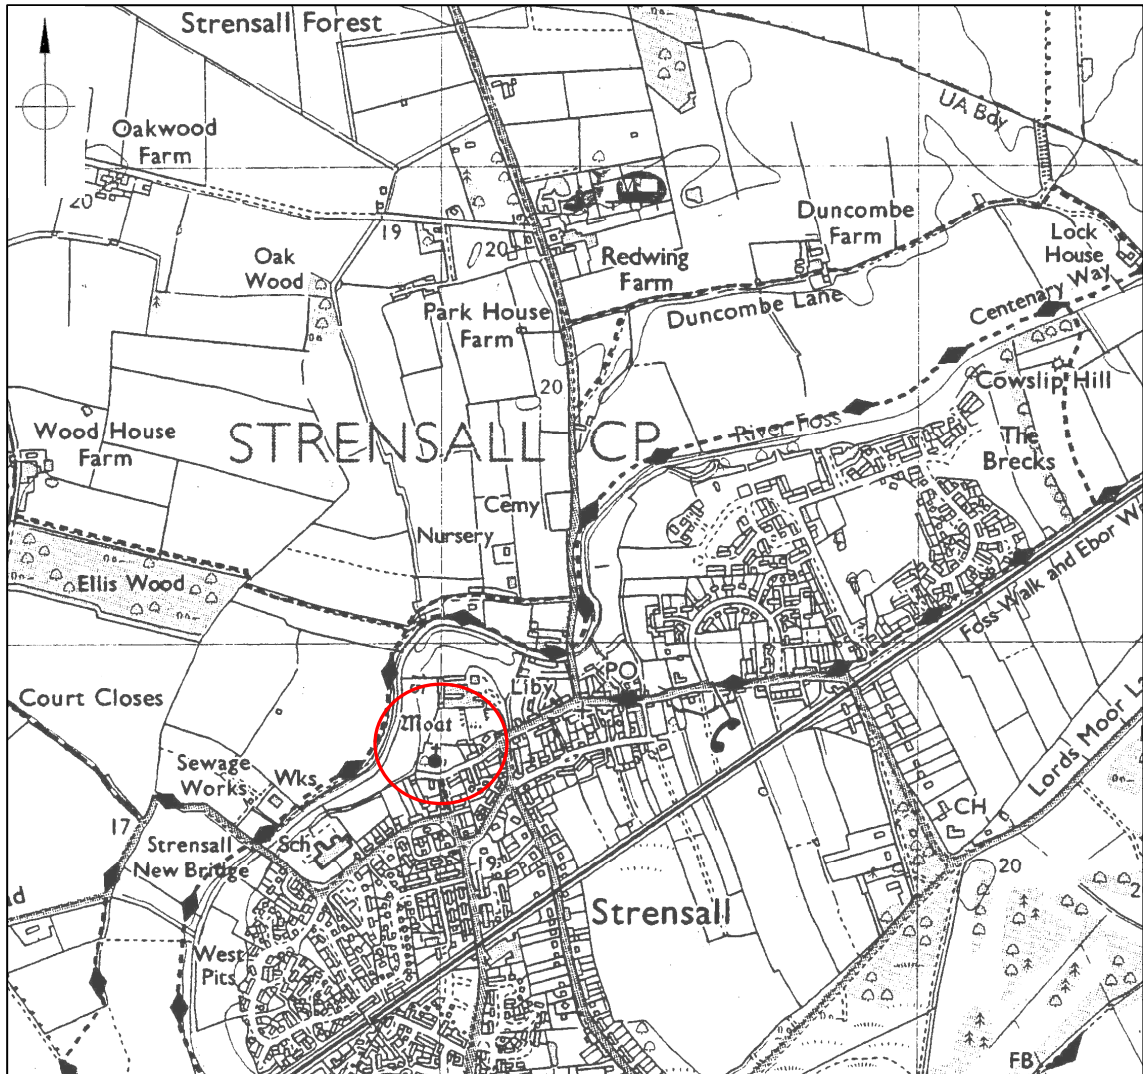 Strensall Forest
UA Bdy
Oakwood
Farm
20
19
20
Duncombe
Farm
Lock
House
Oak
Wood
Redwing
Farm
Centenary Way
Park House
Farm
Duncombe Lane
20
Cowslip Hill
Wood House
Farm
STRENSALL CP
River Foss
The
Brecks
Cemy
Nursery
Ellis Wood
Foss Walk and Ebor W
PO
Liby
Court Closes
Moat
Sewage
Works
Wks
Lords Moor La
17
Strensall
New Bridge
Sch
CH
19
20
d
Strensall
West
Pits
2
FB